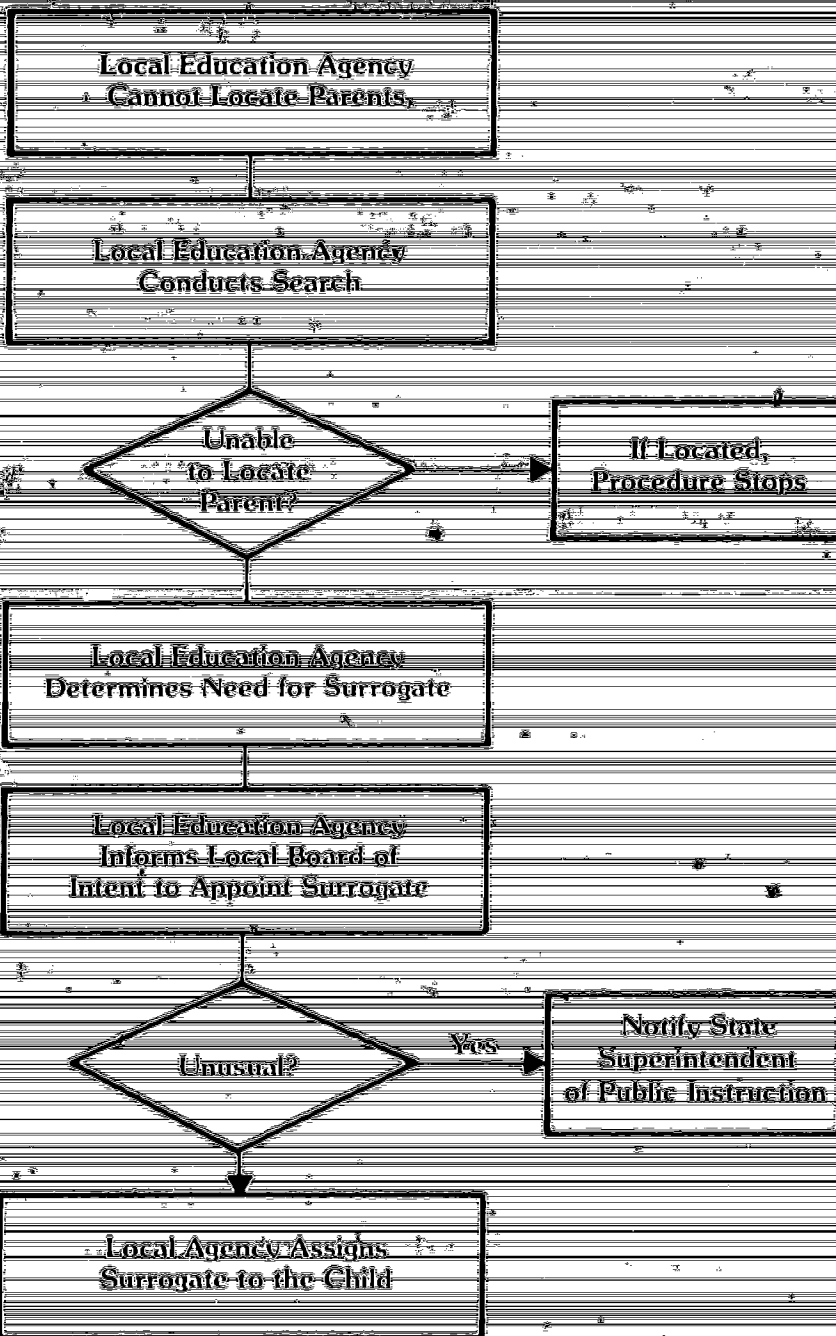 Local Education Agency
Cannot Locate Parents,
Local Education Agency
Conducts Search
Unable
to Locate
Parent?
If Located,
Procedure Stops
Local Education Agency
Determines Need for Surrogate
Local Education Agency
Informs Local Board of
Intent to Appoint Surrogate
Unusual?
Yes
Notify State
Superintendent
of Public Instruction
Local Agency Assigns
Surrogate to the Child